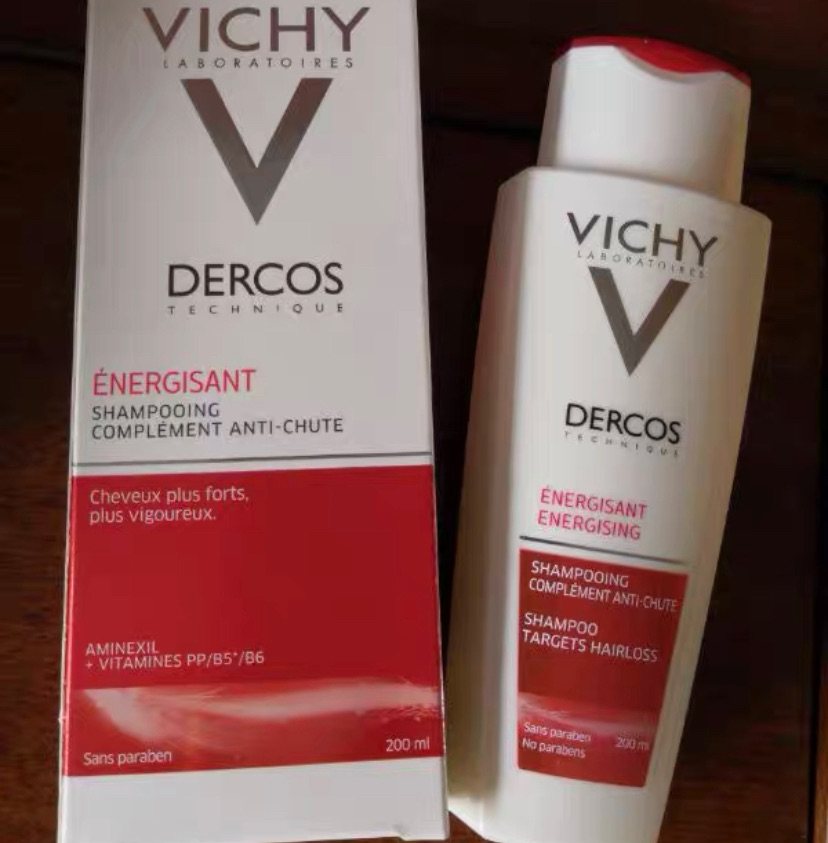 VICHY
LABORATOIRES
DERCOS
TECHNIQUE
ÉNERGISANT
SHAMPOOING
COMPLÉMENT ANTI-CHUTE
Cheveux plus forts,
plus vigoureux.
AMINEXIL
+ VITAMINES PP/B5*/B6
Sans paraben
200 ml
VICHY
LABORATOIRES
DERCOS
TECHNIQUE
ÉNERGISANT
ENERGISING
SHAMPOOING
COMPLÉMENT ANTI-CHUTE
SHAMPOO
TARGETS HAIRLOSS
Sans paraben
No parabens
200 ml